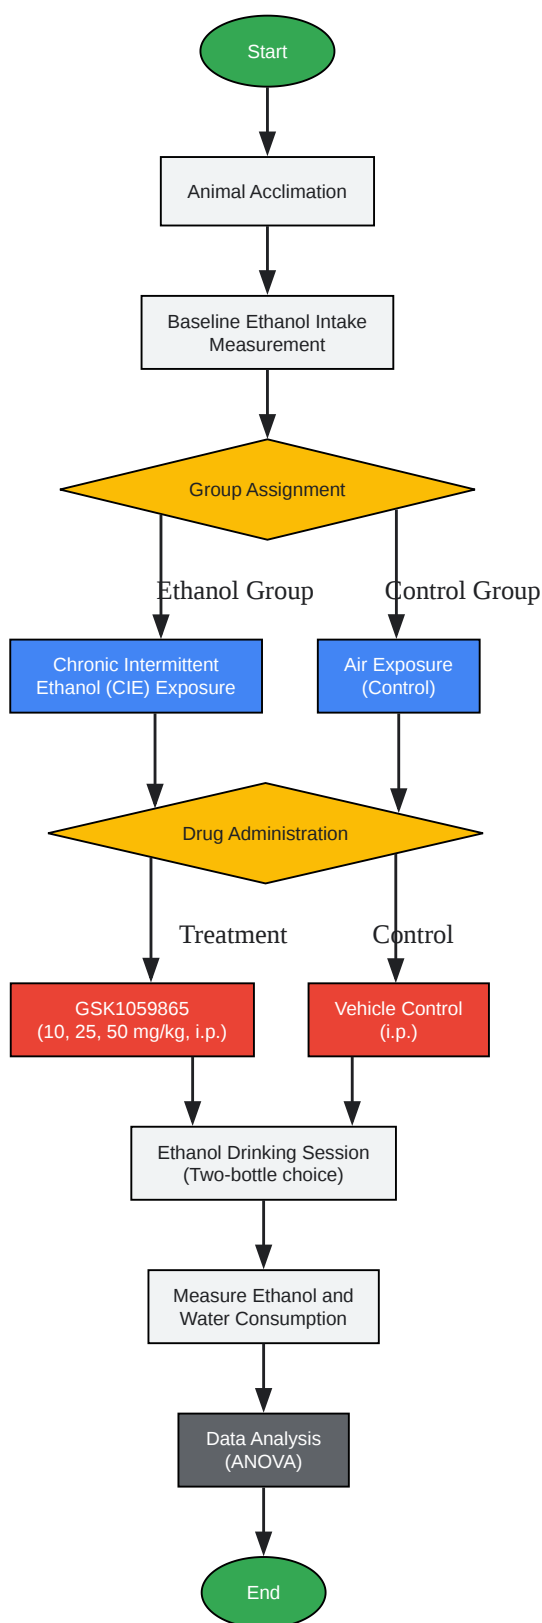 Start
Animal Acclimation
Baseline Ethanol Intake
Measurement
Group Assignment
Ethanol Group
Control Group
Chronic Intermittent
Ethanol (CIE) Exposure
Air Exposure
(Control)
Drug Administration
Treatment
Control
GSK1059865
(10, 25, 50 mg/kg, i.p.)
Vehicle Control
(i.p.)
Ethanol Drinking Session
(Two-bottle choice)
Measure Ethanol and
Water Consumption
Data Analysis
(ANOVA)
End